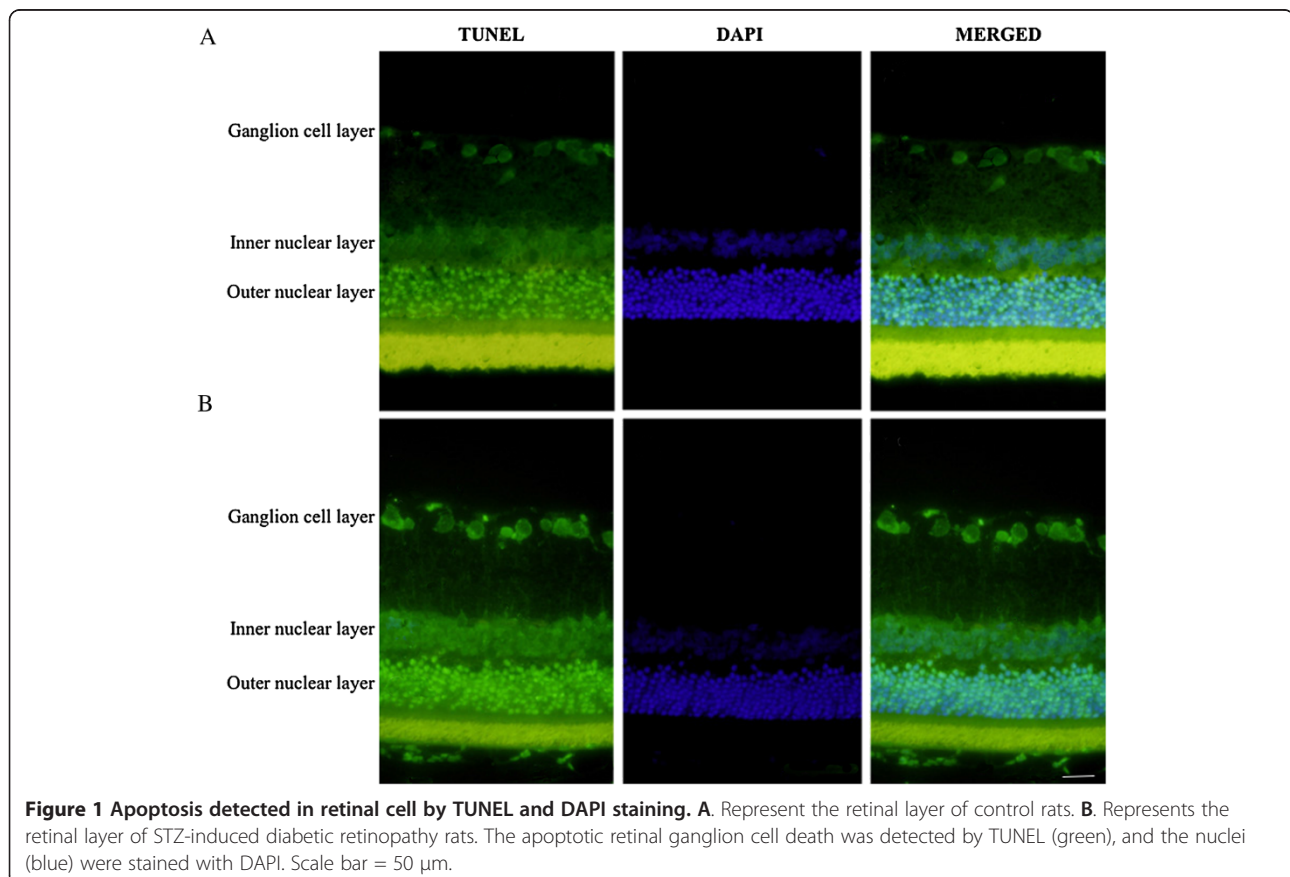 A
TUNEL
DAPI
MERGED
Ganglion cell layer
Inner nuclear layer
Outer nuclear layer
B
Ganglion cell layer
Inner nuclear layer
Outer nuclear layer
Figure 1 Apoptosis detected in retinal cell by TUNEL and DAPI staining. A. Represent the retinal layer of control rats. B. Represents the
retinal layer of STZ-induced diabetic retinopathy rats. The apoptotic retinal ganglion cell death was detected by TUNEL (green), and the nuclei
(blue) were stained with DAPI. Scale bar = 50 μm.